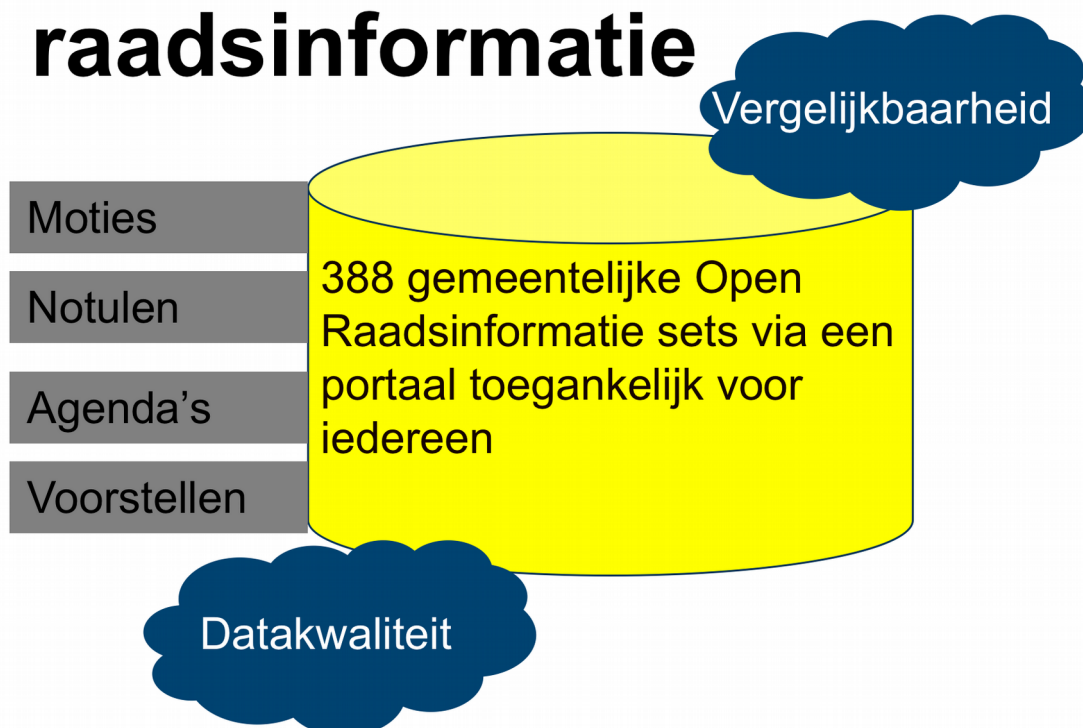 raadsinformatie
Vergelijkbaarheid
Moties
Notulen
Agenda’s
Voorstellen
388 gemeentelijke Open
Raadsinformatie sets via een
portaal toegankelijk voor
iedereen
Datakwaliteit